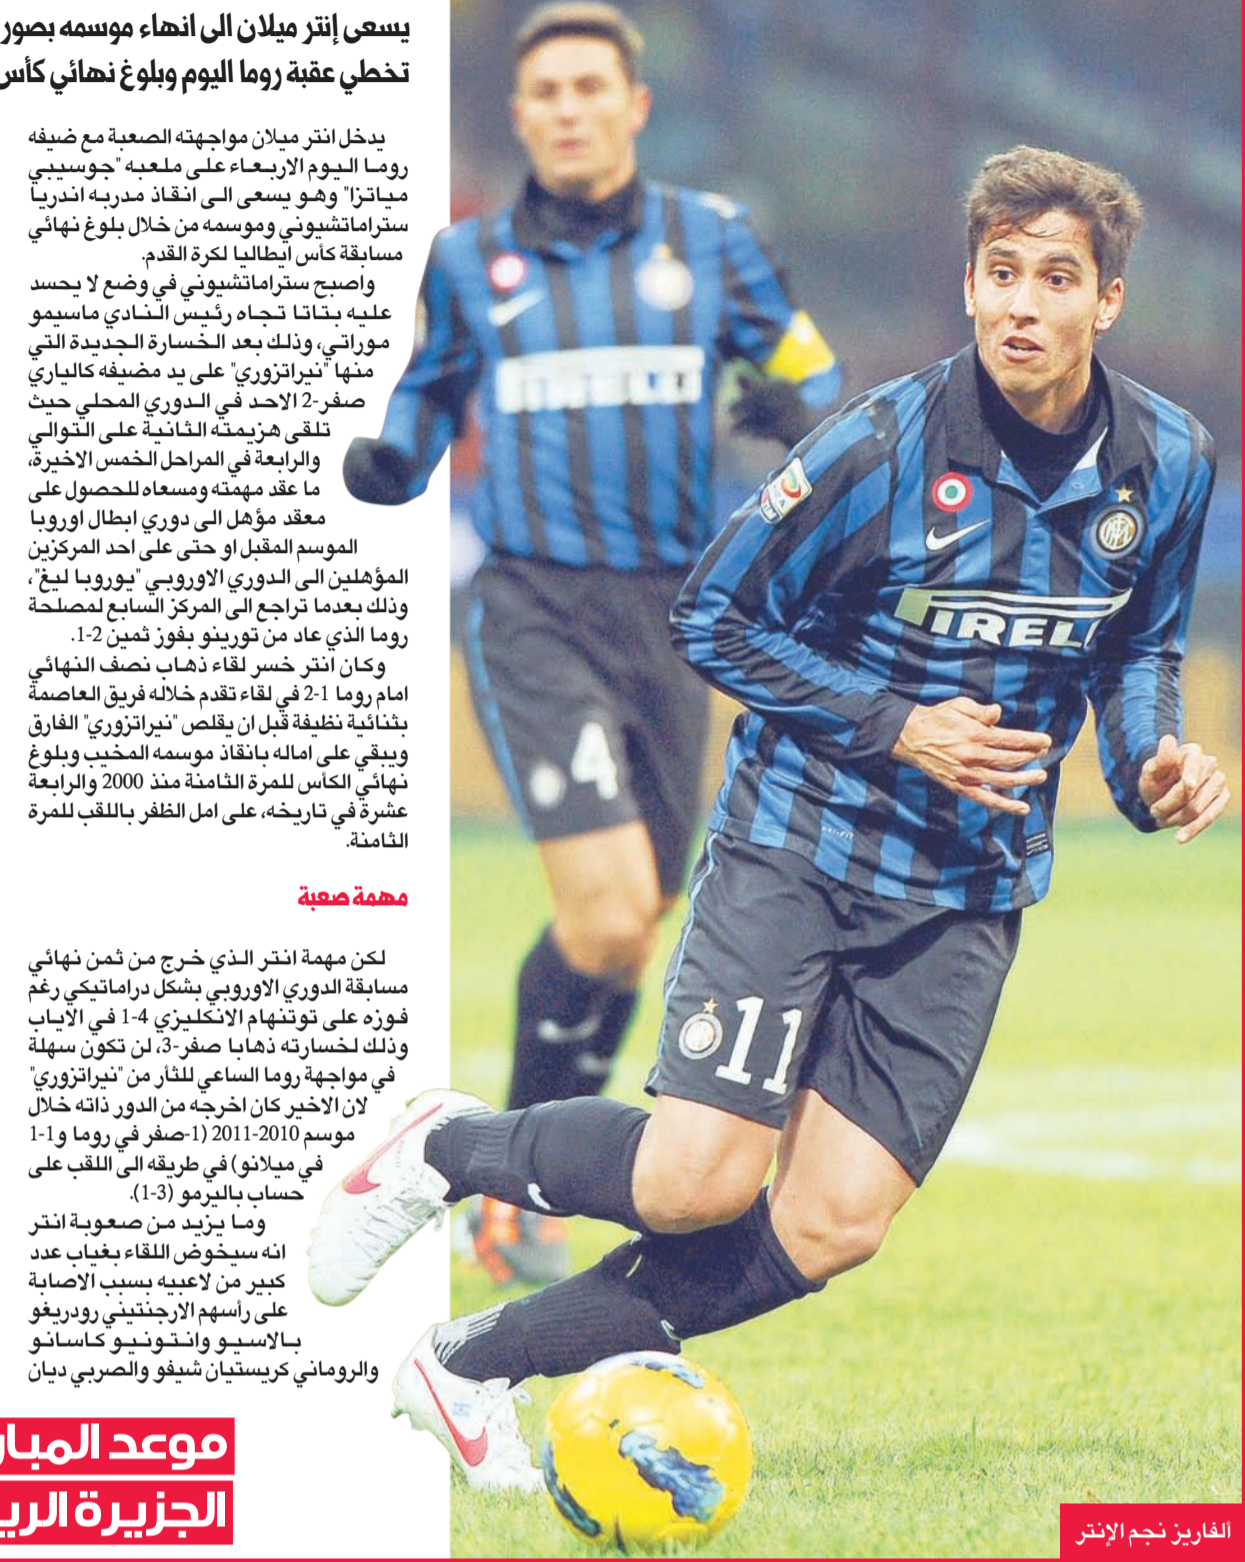 يسعى إنتر ميلان الى انهاء موسمه بصور
تخطي عقبة روما اليوم وبلوغ نهائي كأس
يدخل انتر ميلان مواجهته الصعبة مع ضيفه
روما اليوم الاربعاء على ملعبه "جوسيبي
مياتزا" وهو يسعى الى انقاذ مدربه اندريا
ستراماتشيوني وموسمه من خلال بلوغ نهائي
مسابقة كأس ايطاليا لكرة القدم.
واصبح ستراماتشيوني في وضع لا يحسد
عليه بتاتا تجاه رئيس النادي ماسيمو
موراتي، وذلك بعد الخسارة الجديدة التي
منها "نيراتزوري" على يد مضيفه كالياري
صفر-2 الاحد في الدوري المحلي حيث
تلقى هزيمته الثانية على التوالي
والرابعة في المراحل الخمس الاخيرة،
ما عقد مهمته ومسعاه للحصول على
معقد مؤهل الى دوري ابطال اوروبا
الموسم المقبل او حتى على احد المركزين
المؤهلين الى الدوري الاوروبي "يوروبا ليغ"،
وذلك بعدما تراجع الى المركز السابع لمصلحة
روما الذي عاد من تورينو بفوز ثمين 2-1.
وكان انتر خسر لقاء ذهاب نصف النهائي
امام روما 1-2 في لقاء تقدم خلاله فريق العاصمة
بثنائية نظيفة قبل ان يقلص "نيراتزوري" الفارق
ويبقي على اماله بانقاذ موسمه المخيب وبلوغ
نهائي الكأس للمرة الثامنة منذ 2000 والرابعة
عشرة في تاريخه، على امل الظفر باللقب للمرة
الثامنة.
مهمة صعبة
لكن مهمة انتر الذي خرج من ثمن نهائي
مسابقة الدوري الاوروبي بشكل دراماتيكي رغم
فوزه على توتنهام الانكليزي 4-1 في الاياب
وذلك لخسارته ذهابا صفر-3، لن تكون سهلة
في مواجهة روما الساعي للثأر من "نيراتزوري"
لان الاخير كان اخرجه من الدور ذاته خلال
موسم 2010-2011 (1-صفر في روما و1-1
في ميلانو) في طريقه الى اللقب على
حساب باليرمو (3-1).
وما يزيد من صعوبة انتر
انه سيخوض اللقاء بغياب عدد
كبير من لاعبيه بسبب الاصابة
على رأسهم الارجنتيني رودريغو
بالاسيو وانتونيو كاسانو
والروماني كريستيان شيفو والصربي ديان
موعد المبار
الجزيرة الري
PIRELLI
4
PIRELLI
11
ألفاريز نجم الإنتر